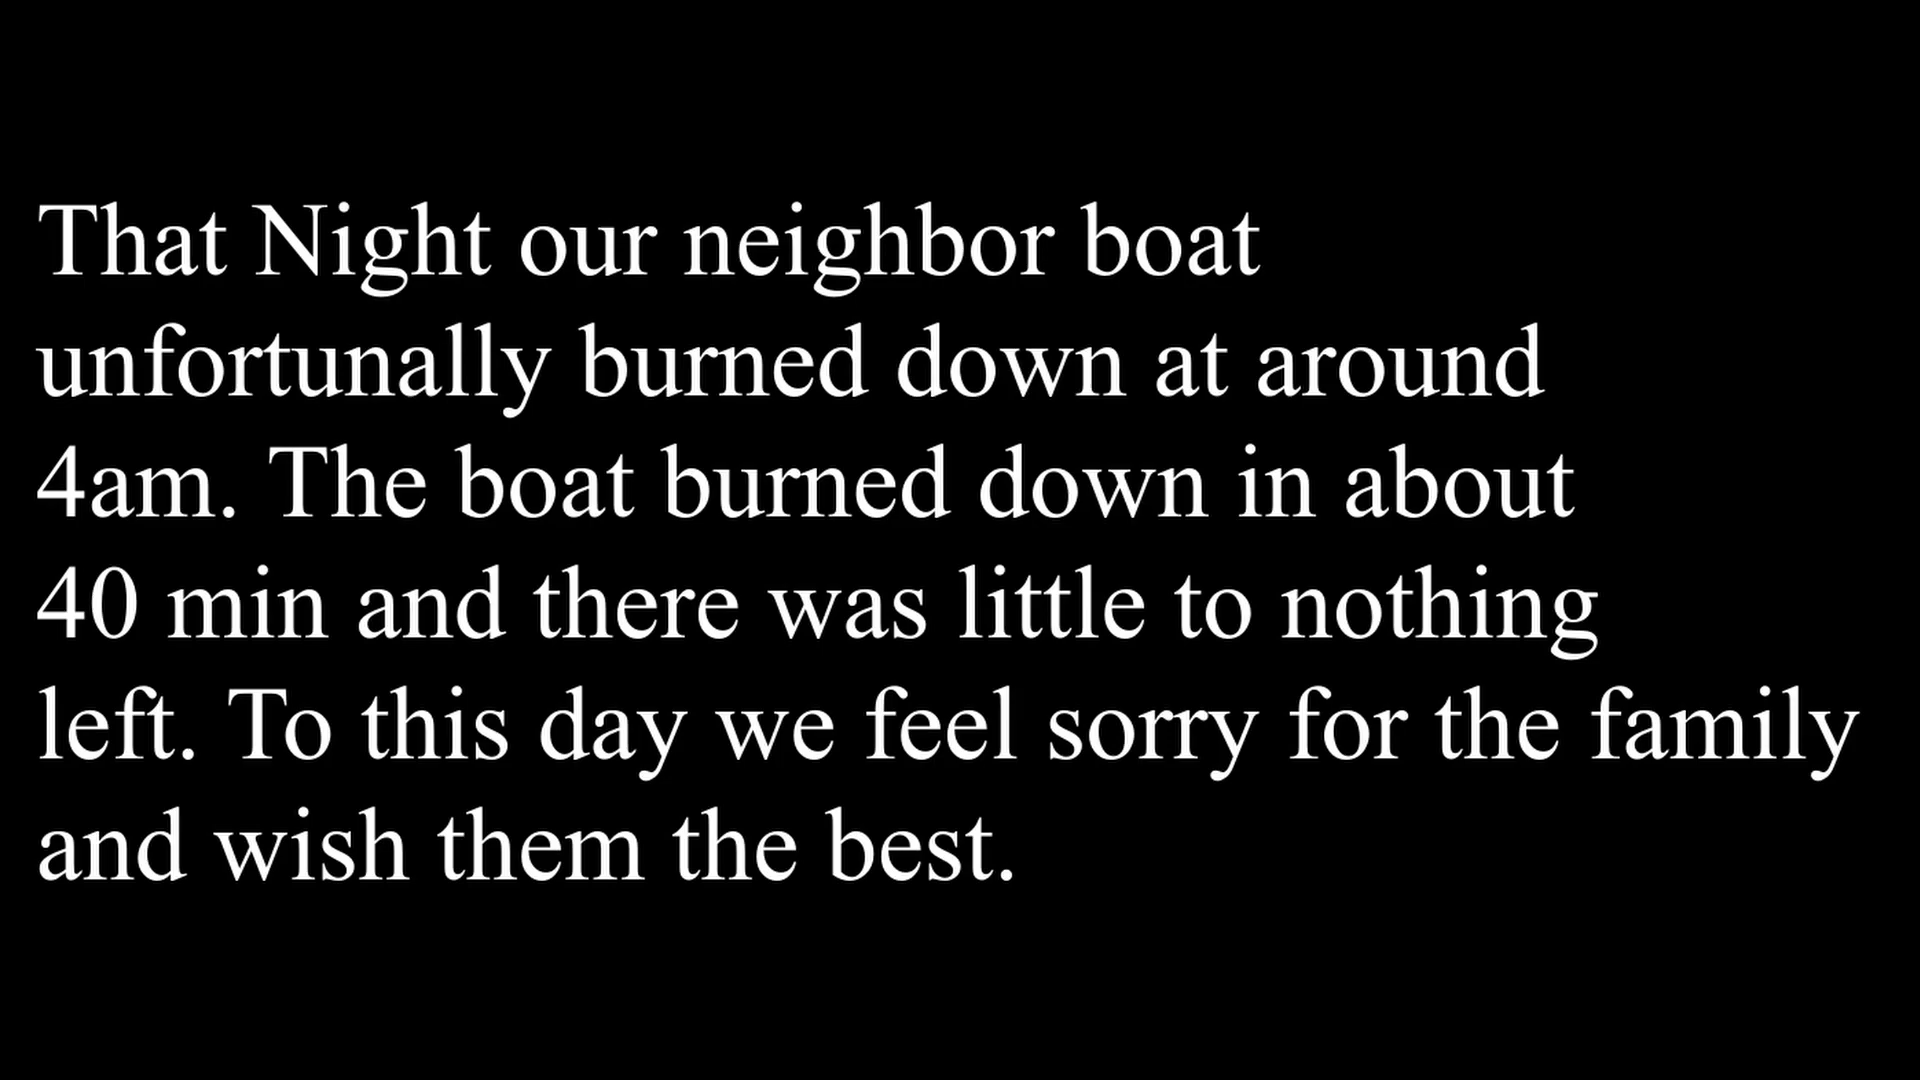 That Night our neighbor boat
unfortunally burned down at around
4am. The boat burned down in about
40 min and there was little to nothing
left. To this day we feel sorry for the family
and wish them the best.